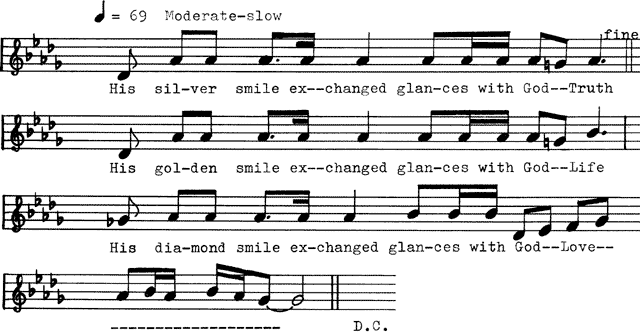 = 69 Moderate-slow
fine
His sil-ver smile ex--changed glan-ces with God--Truth
His gol-den smile ex--changed glan-ces with God--Life
His dia-mond smile ex-changed glan-ces with God--Love--
------------------- D.C.